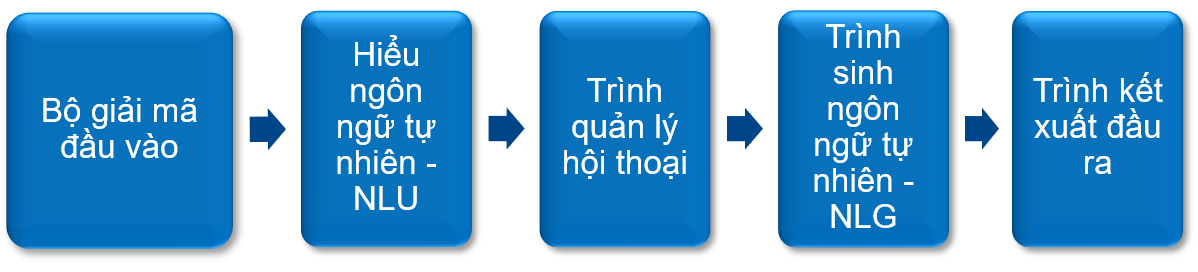 Bộ giải mã
đầu vào
Hiểu
ngôn
ngữ tự
nhiên -
NLU
Trình
quản lý
hội thoại
Trình
sinh
ngôn
ngữ tự
nhiên -
NLG
Trình kết
xuất đầu
ra